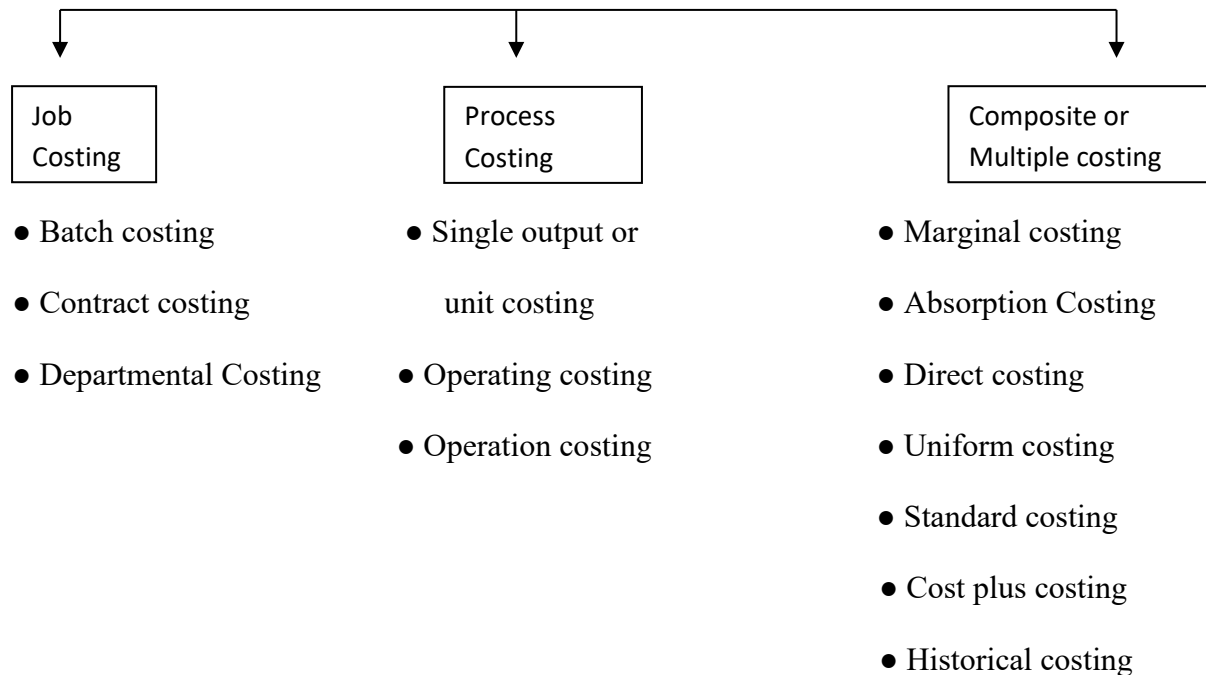 Job
Costing
● Batch costing
● Contract costing
● Departmental Costing
Process
Costing
● Single output or
unit costing
● Operating costing
● Operation costing
Composite or
Multiple costing
● Marginal costing
● Absorption Costing
● Direct costing
● Uniform costing
● Standard costing
● Cost plus costing
● Historical costing